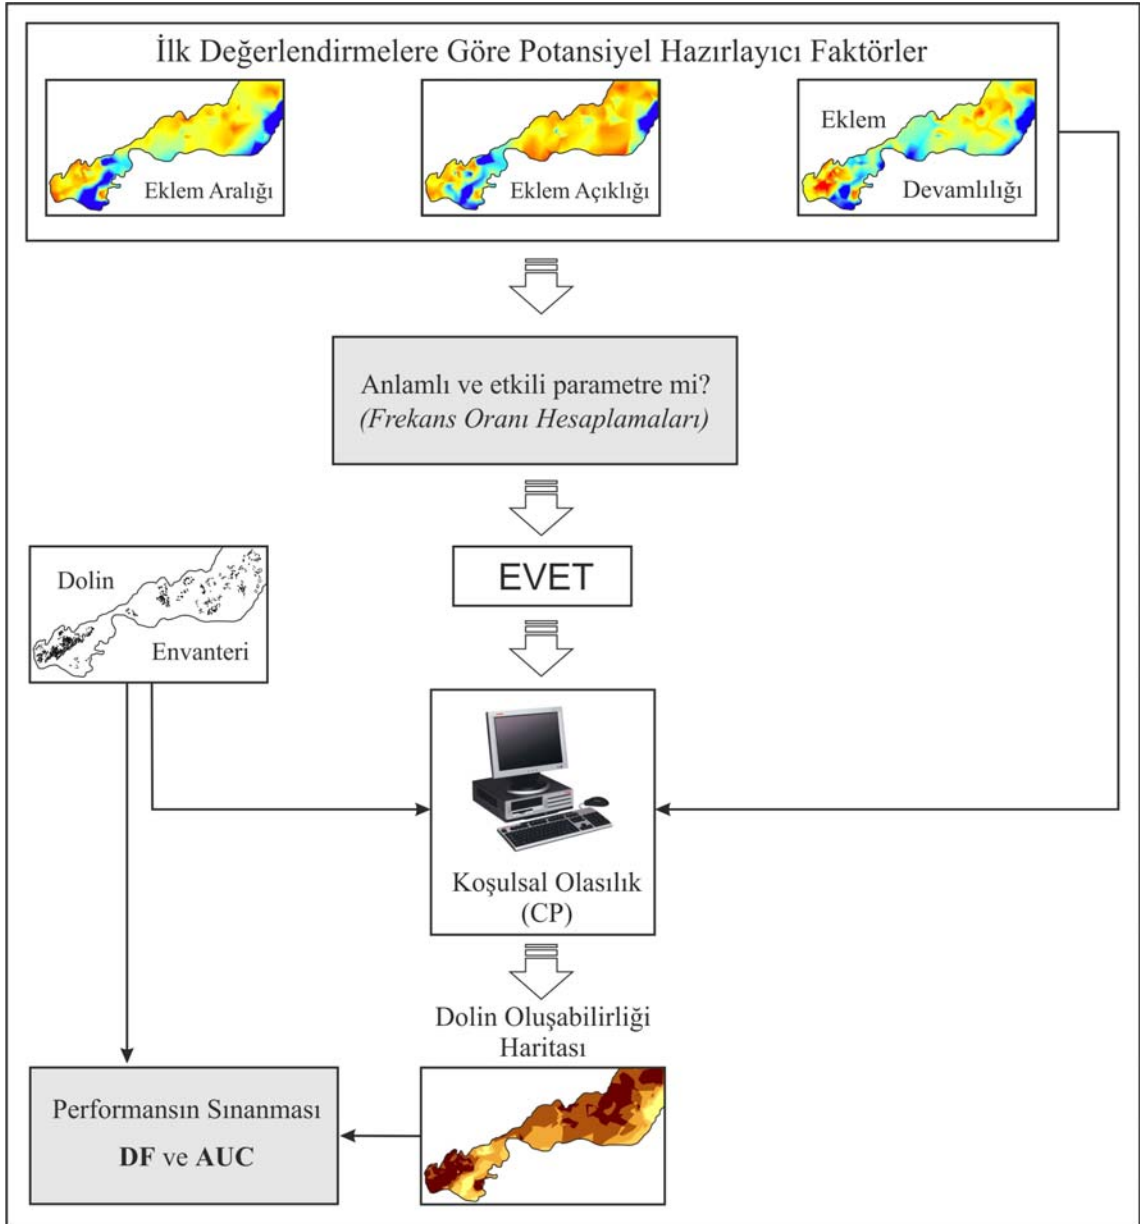 İlk Değerlendirmelere Göre Potansiyel Hazırlayıcı Faktörler
Eklem Aralığı
Eklem Açıklığı
Eklem
Devamlılığı
Anlamlı ve etkili parametre mi?
(Frekans Oranı Hesaplamaları)
EVET
Dolin
Envanteri
Koşulsal Olasılık
(CP)
Dolin Oluşabilirliği
Haritası
Performansın Sınanması
DF ve AUC